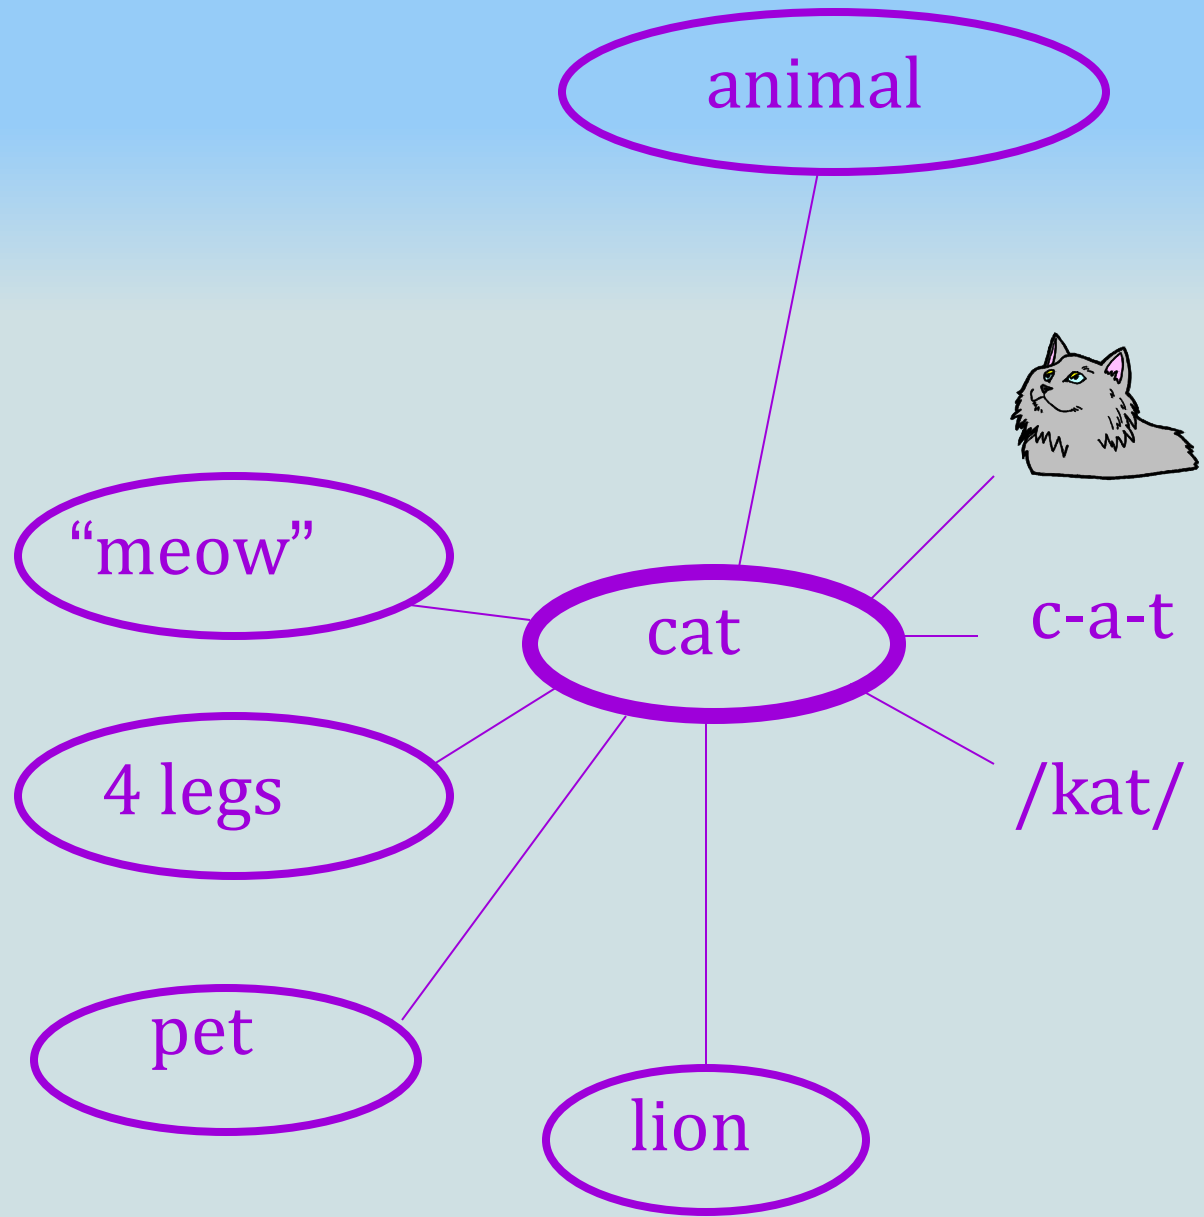 animal
“meow”
cat
c-a-t
4 legs
/kat/
pet
lion